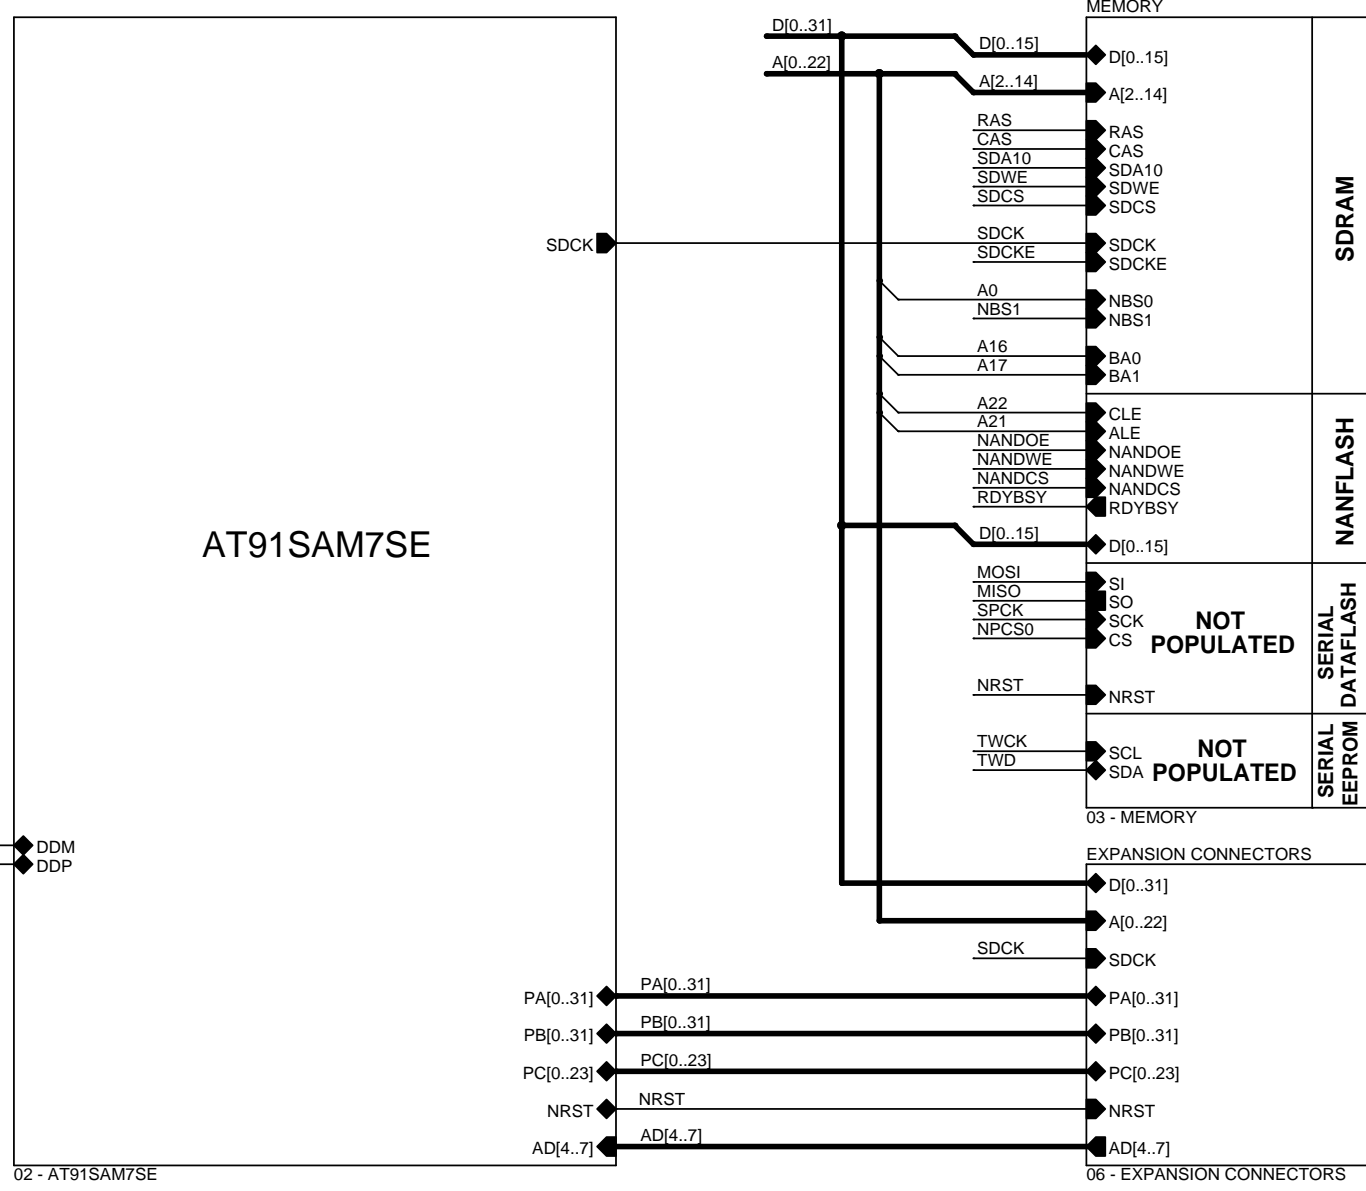 MEMORY
D[0..31]
D[0..15]
D[0..15]
A[0..22]
A[2..14]
A[2..14]
RAS
RAS
CAS
CAS
SDA10
SDA10
SDWE
SDWE
SDCS
SDCS
SDRAM
SDCK
SDCK
SDCK
SDCKE
SDCKE
A0
NBS0
NBS1
NBS1
A16
BA0
A17
BA1
A22
CLE
A21
ALE
NANDOE
NANDOE
NANDWE
NANDWE
NANDCS
NANDCS
RDYBSY
RDYBSY
NANFLASH
AT91SAM7SE
D[0..15]
D[0..15]
MOSI
SI
MISO
SO
SPCK
SCK
NPCS0
CS
NOT
POPULATED
SERIAL
DATAFLASH
NRST
NRST
TWCK
SCL
TWD
SDA
NOT
POPULATED
SERIAL
EEPROM
03 - MEMORY
DDM
DDP
EXPANSION CONNECTORS
D[0..31]
A[0..22]
SDCK
SDCK
PA[0..31]
PA[0..31]
PA[0..31]
PB[0..31]
PB[0..31]
PB[0..31]
PC[0..23]
PC[0..23]
PC[0..23]
NRST
NRST
NRST
AD[4..7]
AD[4..7]
AD[4..7]
02 - AT91SAM7SE
06 - EXPANSION CONNECTORS